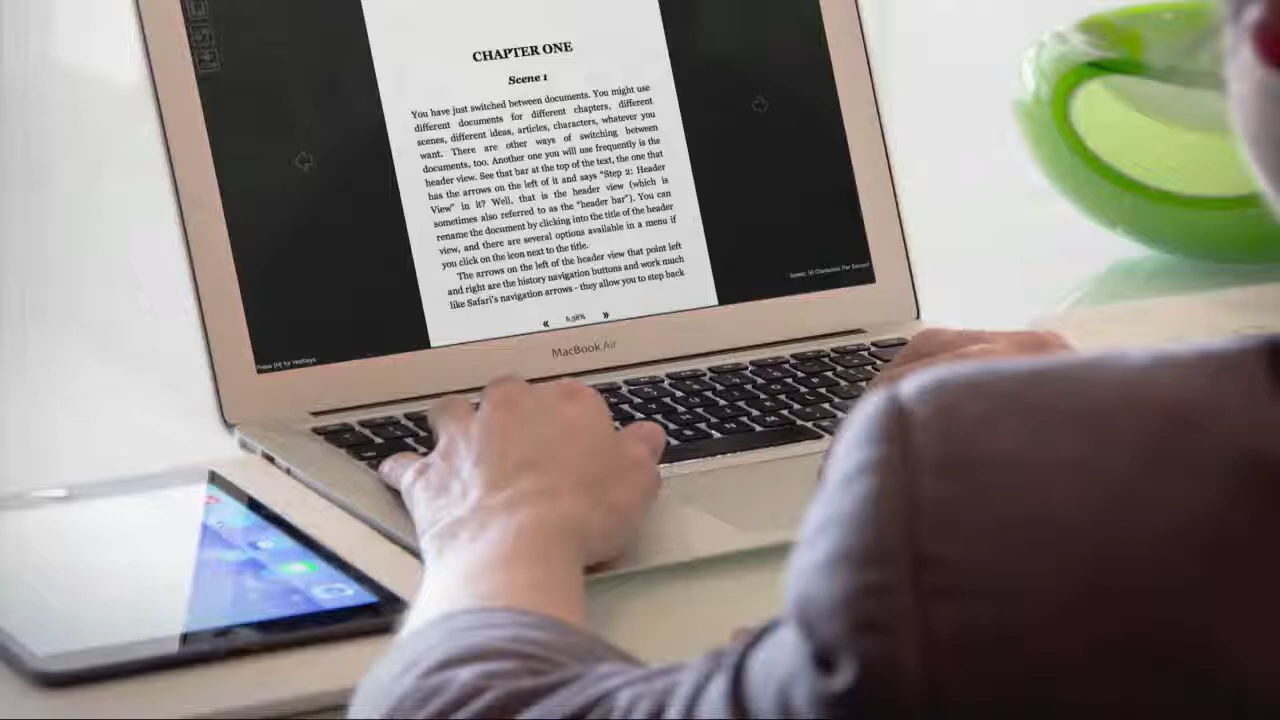 CHAPTER ONE
Scene 1
You have just switched between documents. You might use
different documents for different chapters, different
scenes, different ideas, articles, characters, whatever you
want. There are other ways of switching between
documents, too. Another one you will use frequently is the
header view. See that bar at the top of the text, the one that
has the arrows on the left of it and says “Step 2: Header
View” in it? Well, that is the header view (which is
sometimes also referred to as the “header bar”). You can
rename the document by clicking into the title of the header
view, and there are several options available in a menu if
you click on the icon next to the title.
The arrows on the left of the header view that point left
and right are the history navigation buttons and work much
like Safari’s navigation arrows - they allow you to step back
« 6.98% »
Press [H] for HotKeys
Characters Per Second
MacBook Air